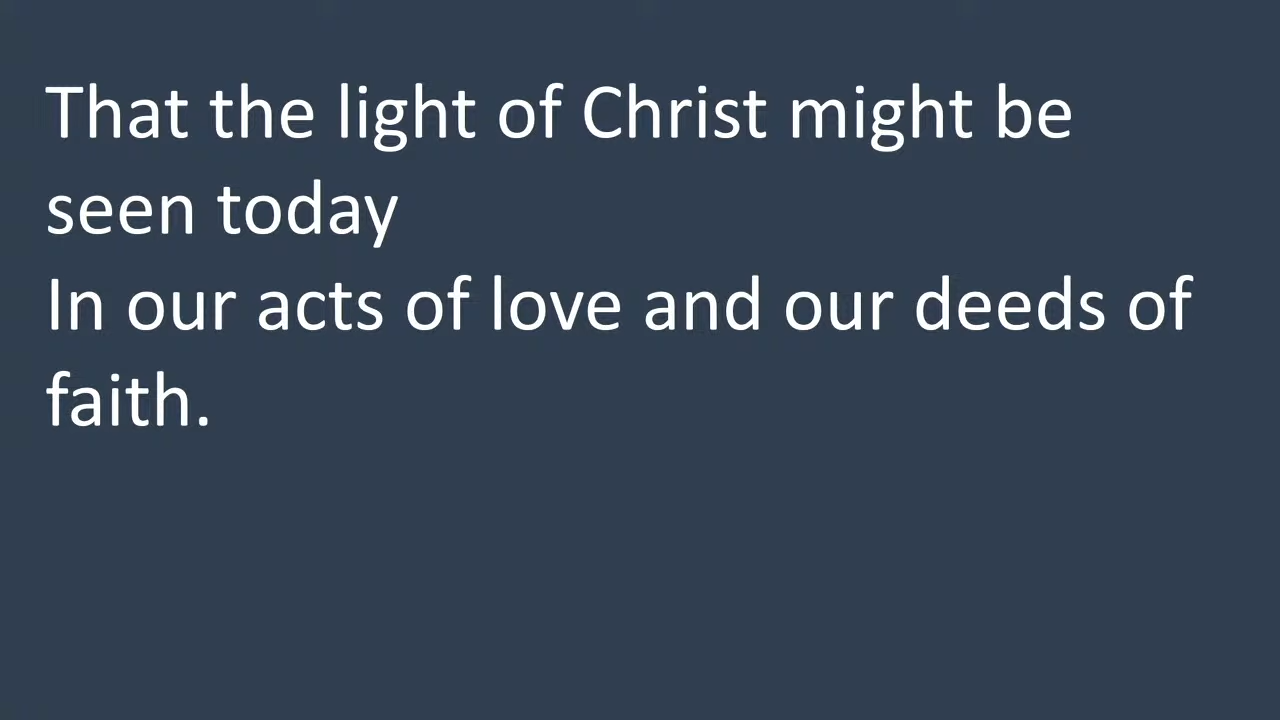 That the light of Christ might be
seen today
In our acts of love and our deeds of
faith.